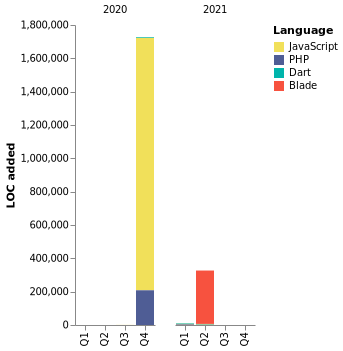 2020
2021
LOC added
1,800,000
1,600,000
1,400,000
1,200,000
1,000,000
800,000
600,000
400,000
200,000
0
Q1
Q2
Q3
Q4
Q1
Q2
Q3
Q4
Language
JavaScript
PHP
Dart
Blade